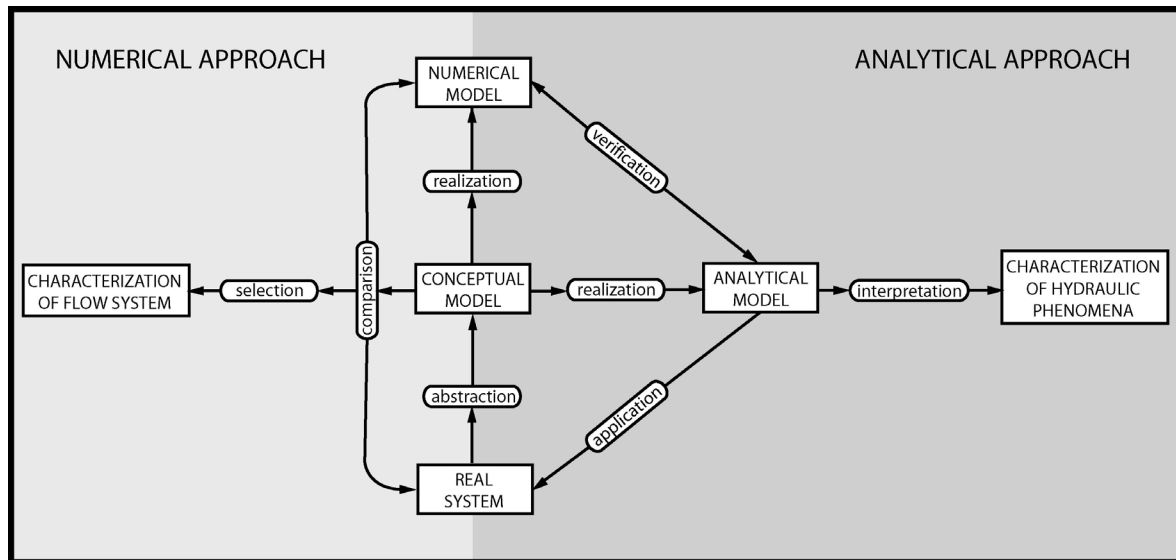 NUMERICAL APPROACH
ANALYTICAL APPROACH
NUMERICAL
MODEL
verification
realization
comparison
CHARACTERIZATION
OF FLOW SYSTEM
selection
CONCEPTUAL
MODEL
realization
ANALYTICAL
MODEL
interpretation
CHARACTERIZATION
OF HYDRAULIC
PHENOMENA
abstraction
application
REAL
SYSTEM